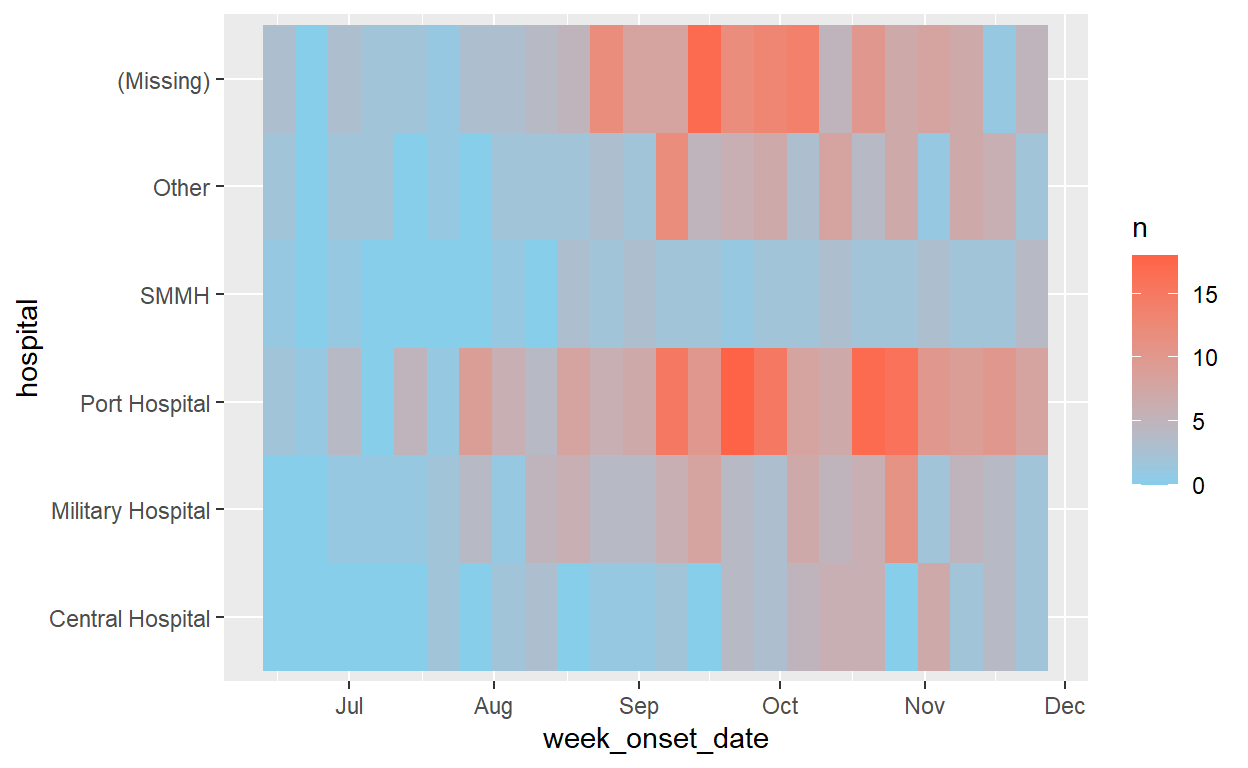 (Missing)
Other
SMMH
Port Hospital
Military Hospital
Central Hospital
hospital
Jul Aug Sep Oct Nov Dec
week_onset_date
n
15
10
5
0